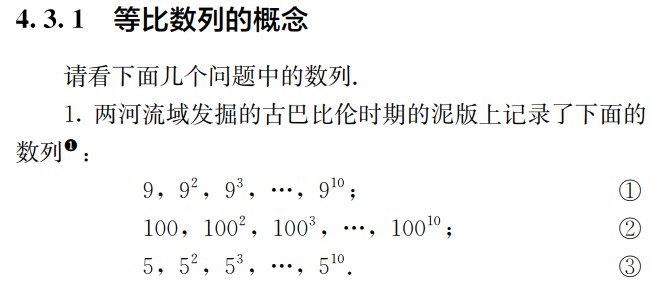 4.3.1 等比数列的概念
请看下面几个问题中的数列.
1. 两河流域发掘的古巴比伦时期的泥版上记录了下面的
数列❶：
9，9²，9³，…，9¹⁰； ①
100，100²，100³，…，100¹⁰； ②
5，5²，5³，…，5¹⁰. ③